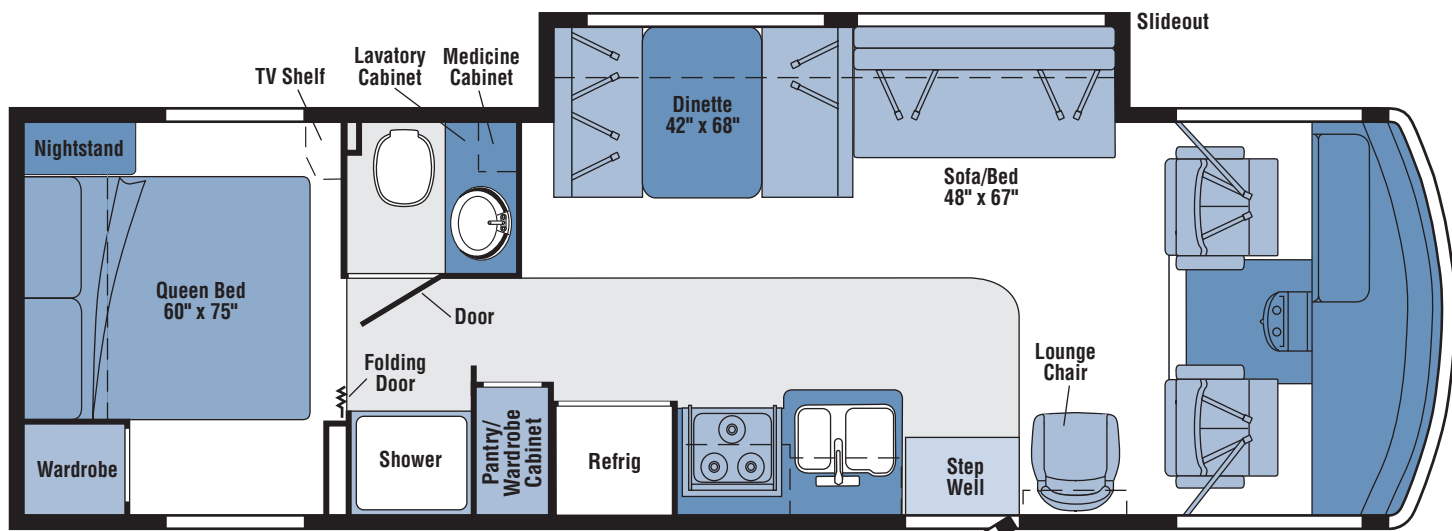 Slideout
TV Shelf
Lavatory
Cabinet
Medicine
Cabinet
Nightstand
Dinette
42" x 68"
Sofa/Bed
48" x 67"
Queen Bed
60" x 75"
Door
Folding
Door
Lounge
Chair
Wardrobe
Shower
Pantry/
Wardrobe
Cabinet
Refrig
Step
Well